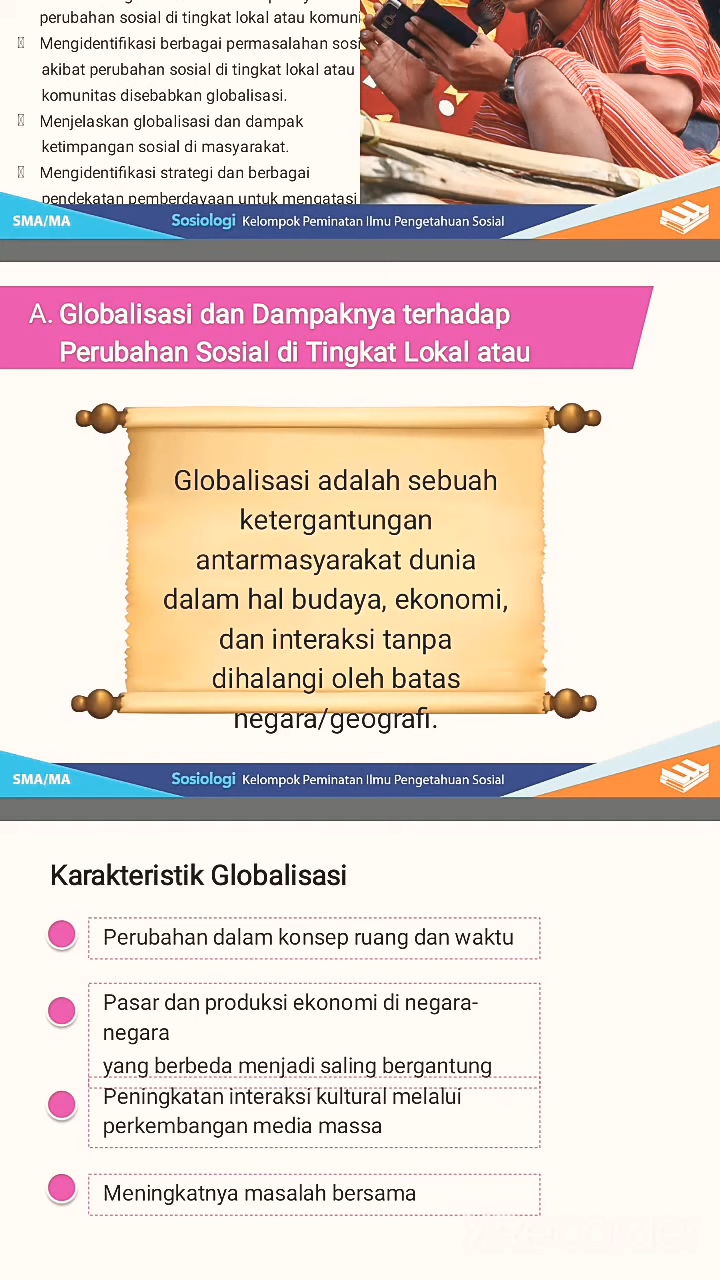 perubahan sosial di tingkat lokal atau komuni
Mengidentifikasi berbagai permasalahan sosi
akibat perubahan sosial di tingkat lokal atau
komunitas disebabkan globalisasi.
Menjelaskan globalisasi dan dampak
ketimpangan sosial di masyarakat.
Mengidentifikasi strategi dan berbagai
pendekatan pemberdayaan untuk mengatasi
SMA/MA Sosiologi Kelompok Peminatan Ilmu Pengetahuan Sosial
A. Globalisasi dan Dampaknya terhadap
Perubahan Sosial di Tingkat Lokal atau
Globalisasi adalah sebuah
ketergantungan
antarmasyarakat dunia
dalam hal budaya, ekonomi,
dan interaksi tanpa
dihalangi oleh batas
negara/geografi.
SMA/MA Sosiologi Kelompok Peminatan Ilmu Pengetahuan Sosial
Karakteristik Globalisasi
Perubahan dalam konsep ruang dan waktu
Pasar dan produksi ekonomi di negara-
negara
yang berbeda menjadi saling bergantung
Peningkatan interaksi kultural melalui
perkembangan media massa
Meningkatnya masalah bersama